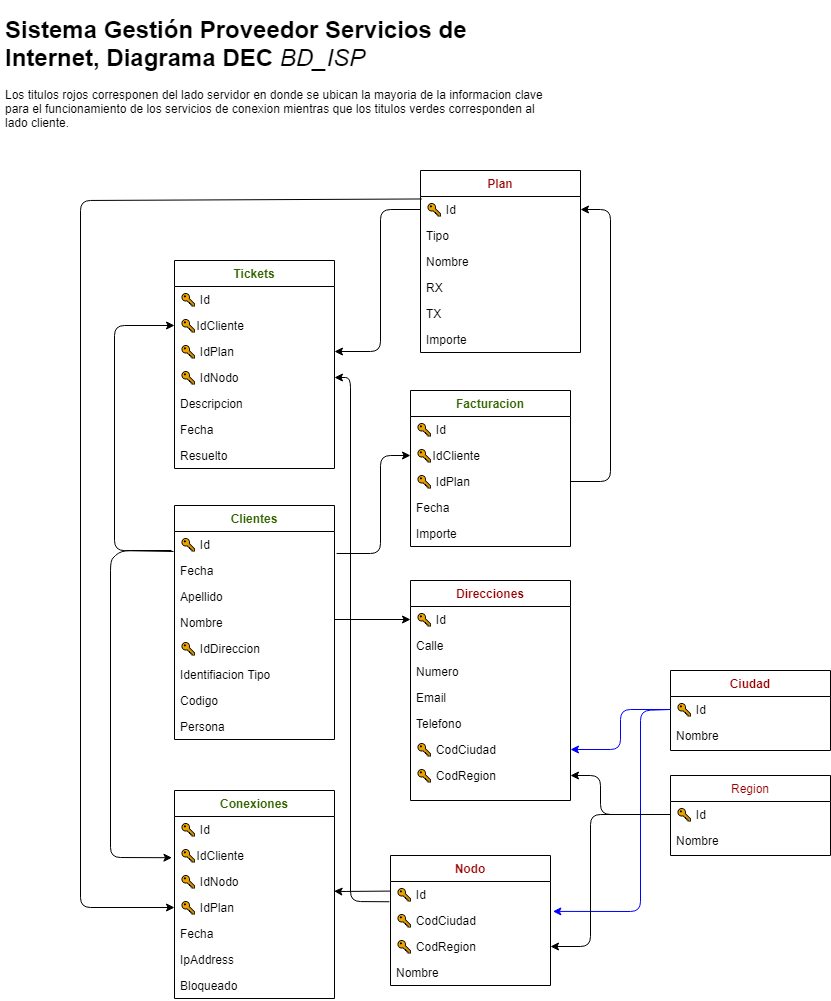 Sistema Gestión Proveedor Servicios de
Internet, Diagrama DEC BD_ISP
Los titulos rojos corresponen del lado servidor en donde se ubican la mayoria de la informacion clave
para el funcionamiento de los servicios de conexion mientras que los titulos verdes corresponden al
lado cliente.
Plan
Id
Tipo
Nombre
RX
TX
Importe
Tickets
Id
IdCliente
IdPlan
IdNodo
Descripcion
Fecha
Resuelto
Facturacion
Id
IdCliente
IdPlan
Fecha
Importe
Clientes
Id
Fecha
Apellido
Nombre
IdDireccion
Identifiacion Tipo
Codigo
Persona
Direcciones
Id
Calle
Numero
Email
Telefono
CodCiudad
CodRegion
Ciudad
Id
Nombre
Region
Id
Nombre
Conexiones
Id
IdCliente
IdNodo
IdPlan
Fecha
IpAddress
Bloqueado
Nodo
Id
CodCiudad
CodRegion
Nombre